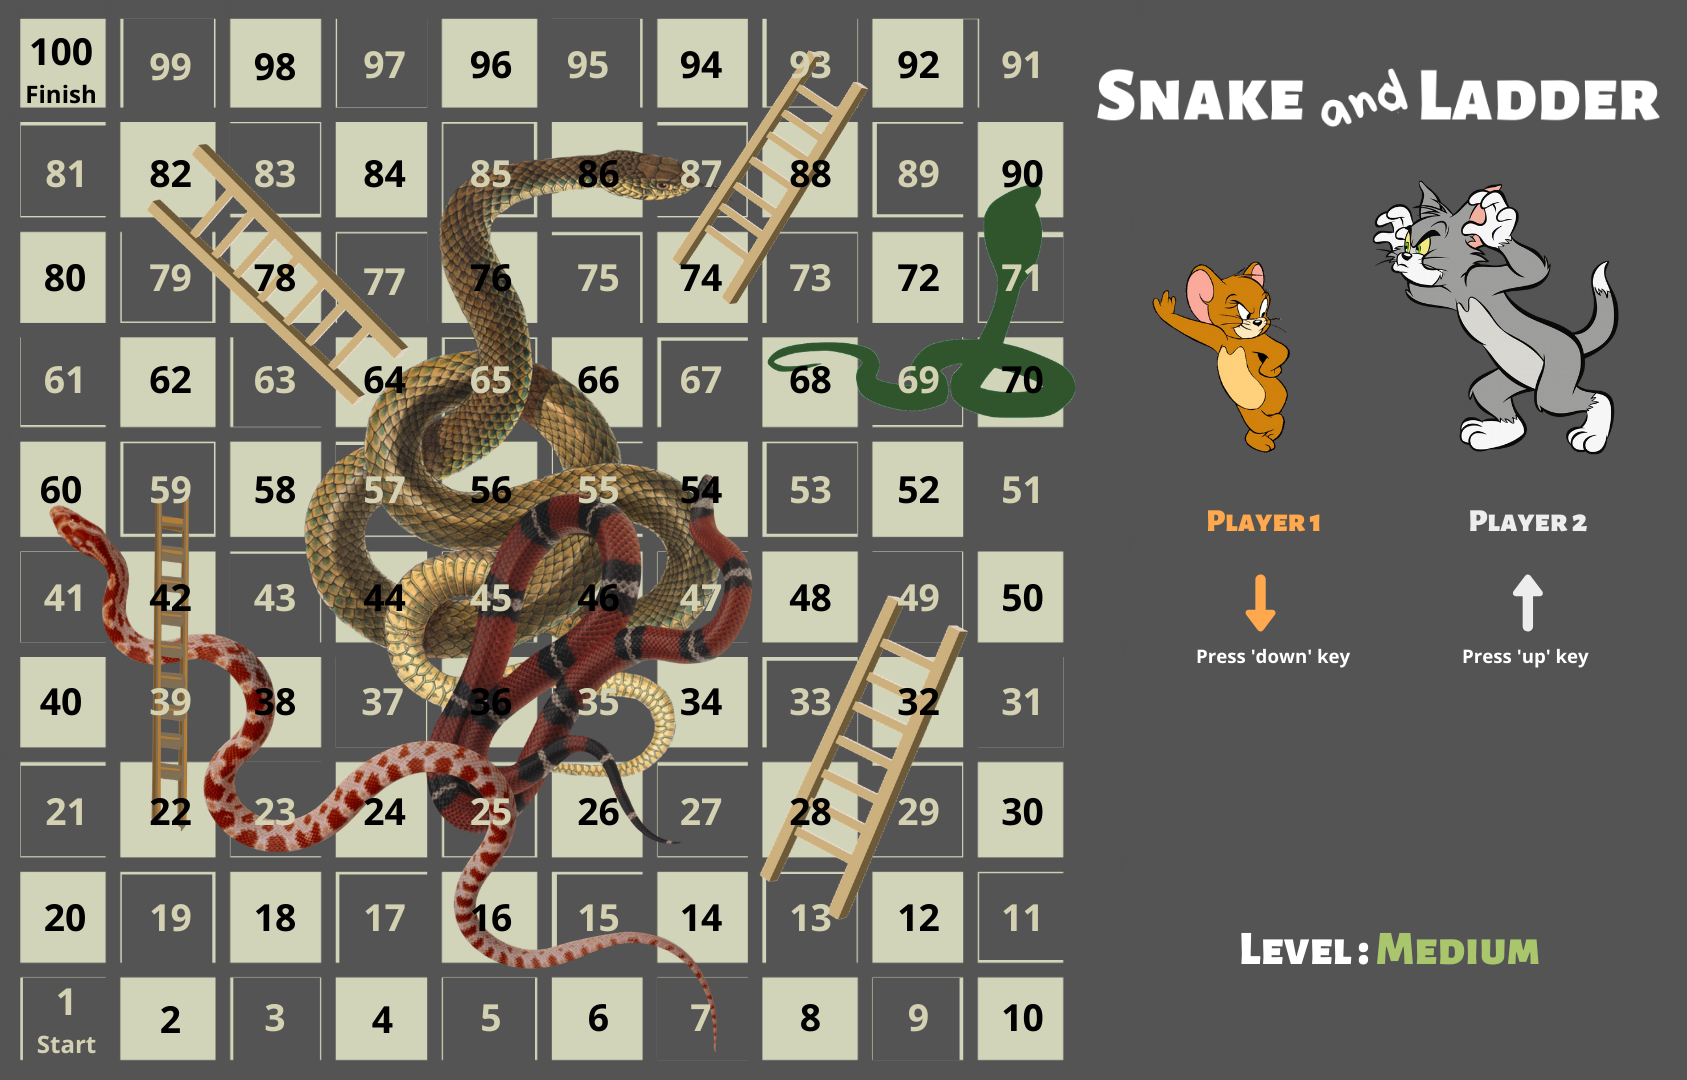 100 99 98 97 96 95 94 93 92 91
Finish
81 82 83 84 85 86 87 88 89 90
80 79 78 77 76 75 74 73 72 71
61 62 63 64 65 66 67 68 69 70
60 59 58 57 56 55 54 53 52 51
41 42 43 44 45 46 47 48 49 50
40 39 38 37 36 35 34 33 32 31
21 22 23 24 25 26 27 28 29 30
20 19 18 17 16 15 14 13 12 11
1 2 3 4 5 6 7 8 9 10
Start
SNAKE and LADDER
PLAYER 1
Press 'down' key
PLAYER 2
Press 'up' key
LEVEL : MEDIUM